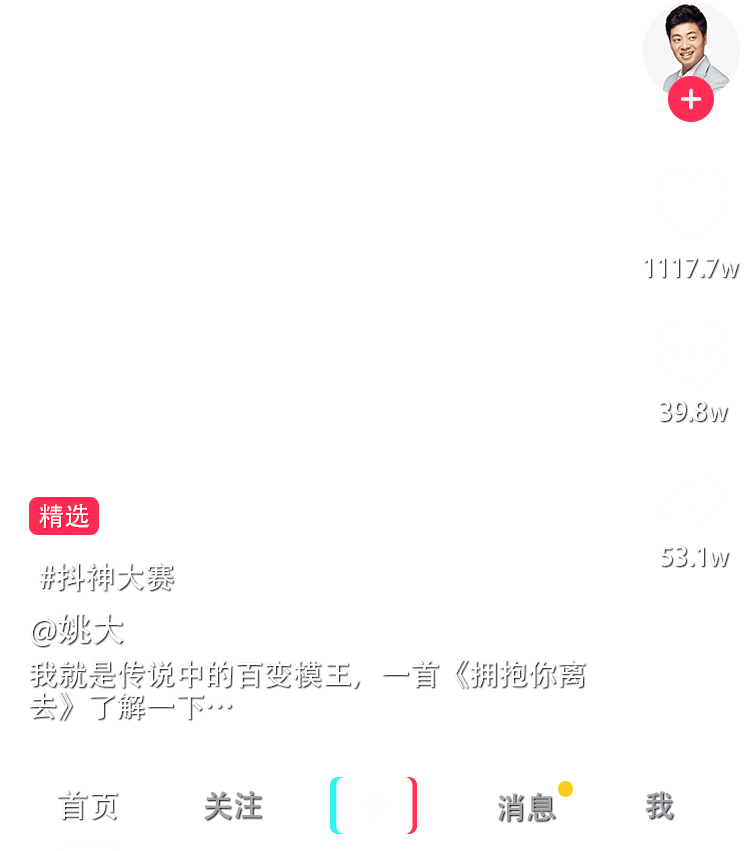 1117.7w
39.8w
53.1w
精选
#抖神大赛
@姚大
我就是传说中的百变模王，一首《拥抱你离
去》了解一下…
首页 关注 消息 我